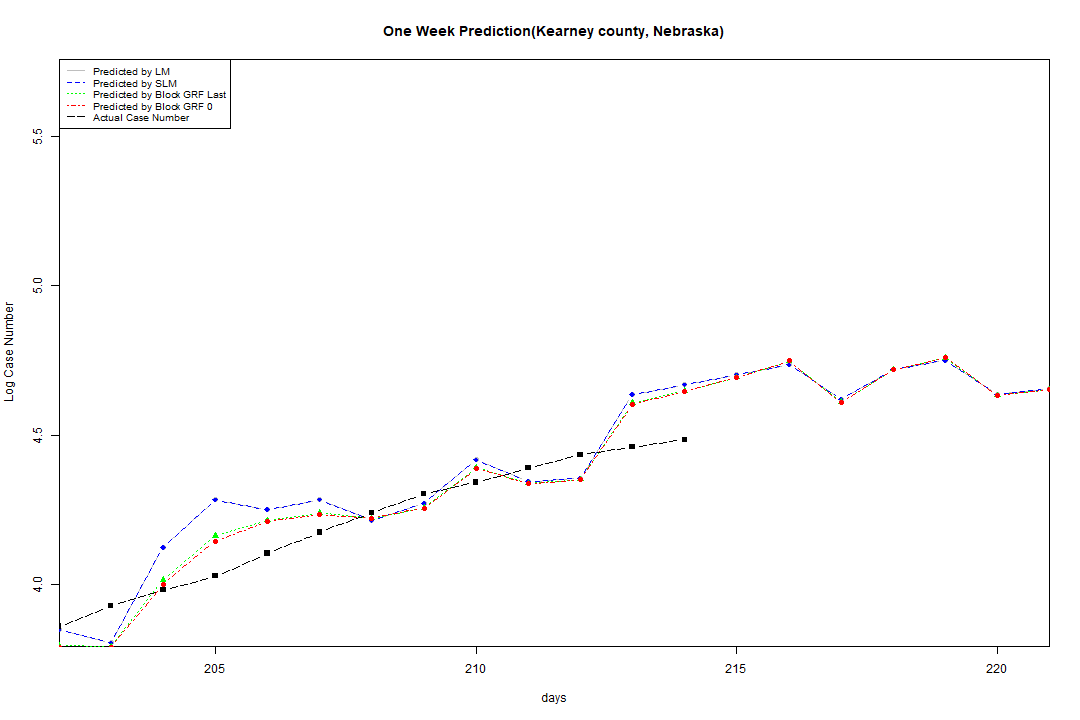 One Week Prediction(Kearney county, Nebraska)
Predicted by LM
Predicted by SLM
Predicted by Block GRF Last
Predicted by Block GRF 0
Actual Case Number
5.5
5.0
4.5
4.0
Log Case Number
205 210 215 220
days